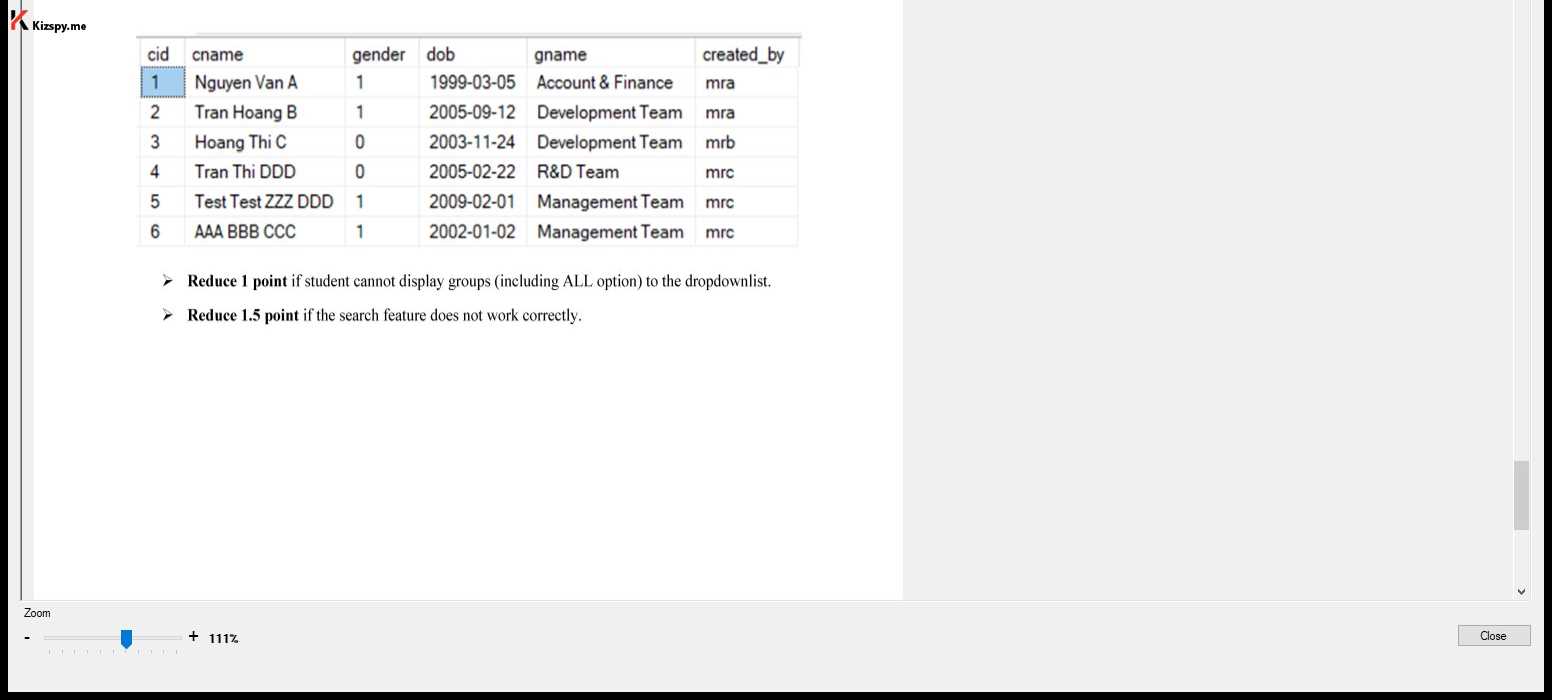 Kizspy.me
cid cname gender dob gname created_by
1 Nguyen Van A 1 1999-03-05 Account & Finance mra
2 Tran Hoang B 1 2005-09-12 Development Team mra
3 Hoang Thi C 0 2003-11-24 Development Team mrb
4 Tran Thi DDD 0 2005-02-22 R&D Team mrc
5 Test Test ZZZ DDD 1 2009-02-01 Management Team mrc
6 AAA BBB CCC 1 2002-01-02 Management Team mrc
➢ Reduce 1 point if student cannot display groups (including ALL option) to the dropdownlist.
➢ Reduce 1.5 point if the search feature does not work correctly.
Zoom
- + 111%
Close